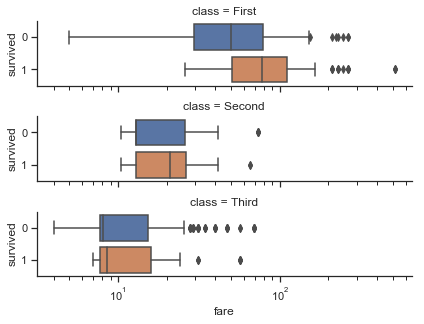 class = First
survived
0
1
class = Second
survived
0
1
class = Third
survived
0
1
10¹ 10²
fare